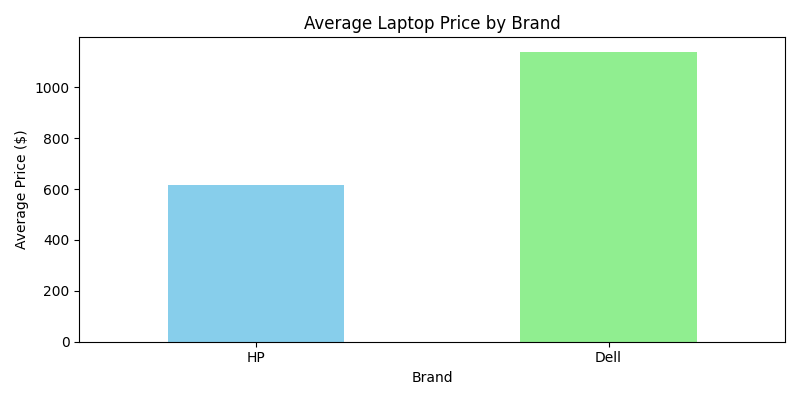 Average Laptop Price by Brand
Average Price ($)
1000
800
600
400
200
0
HP
Dell
Brand